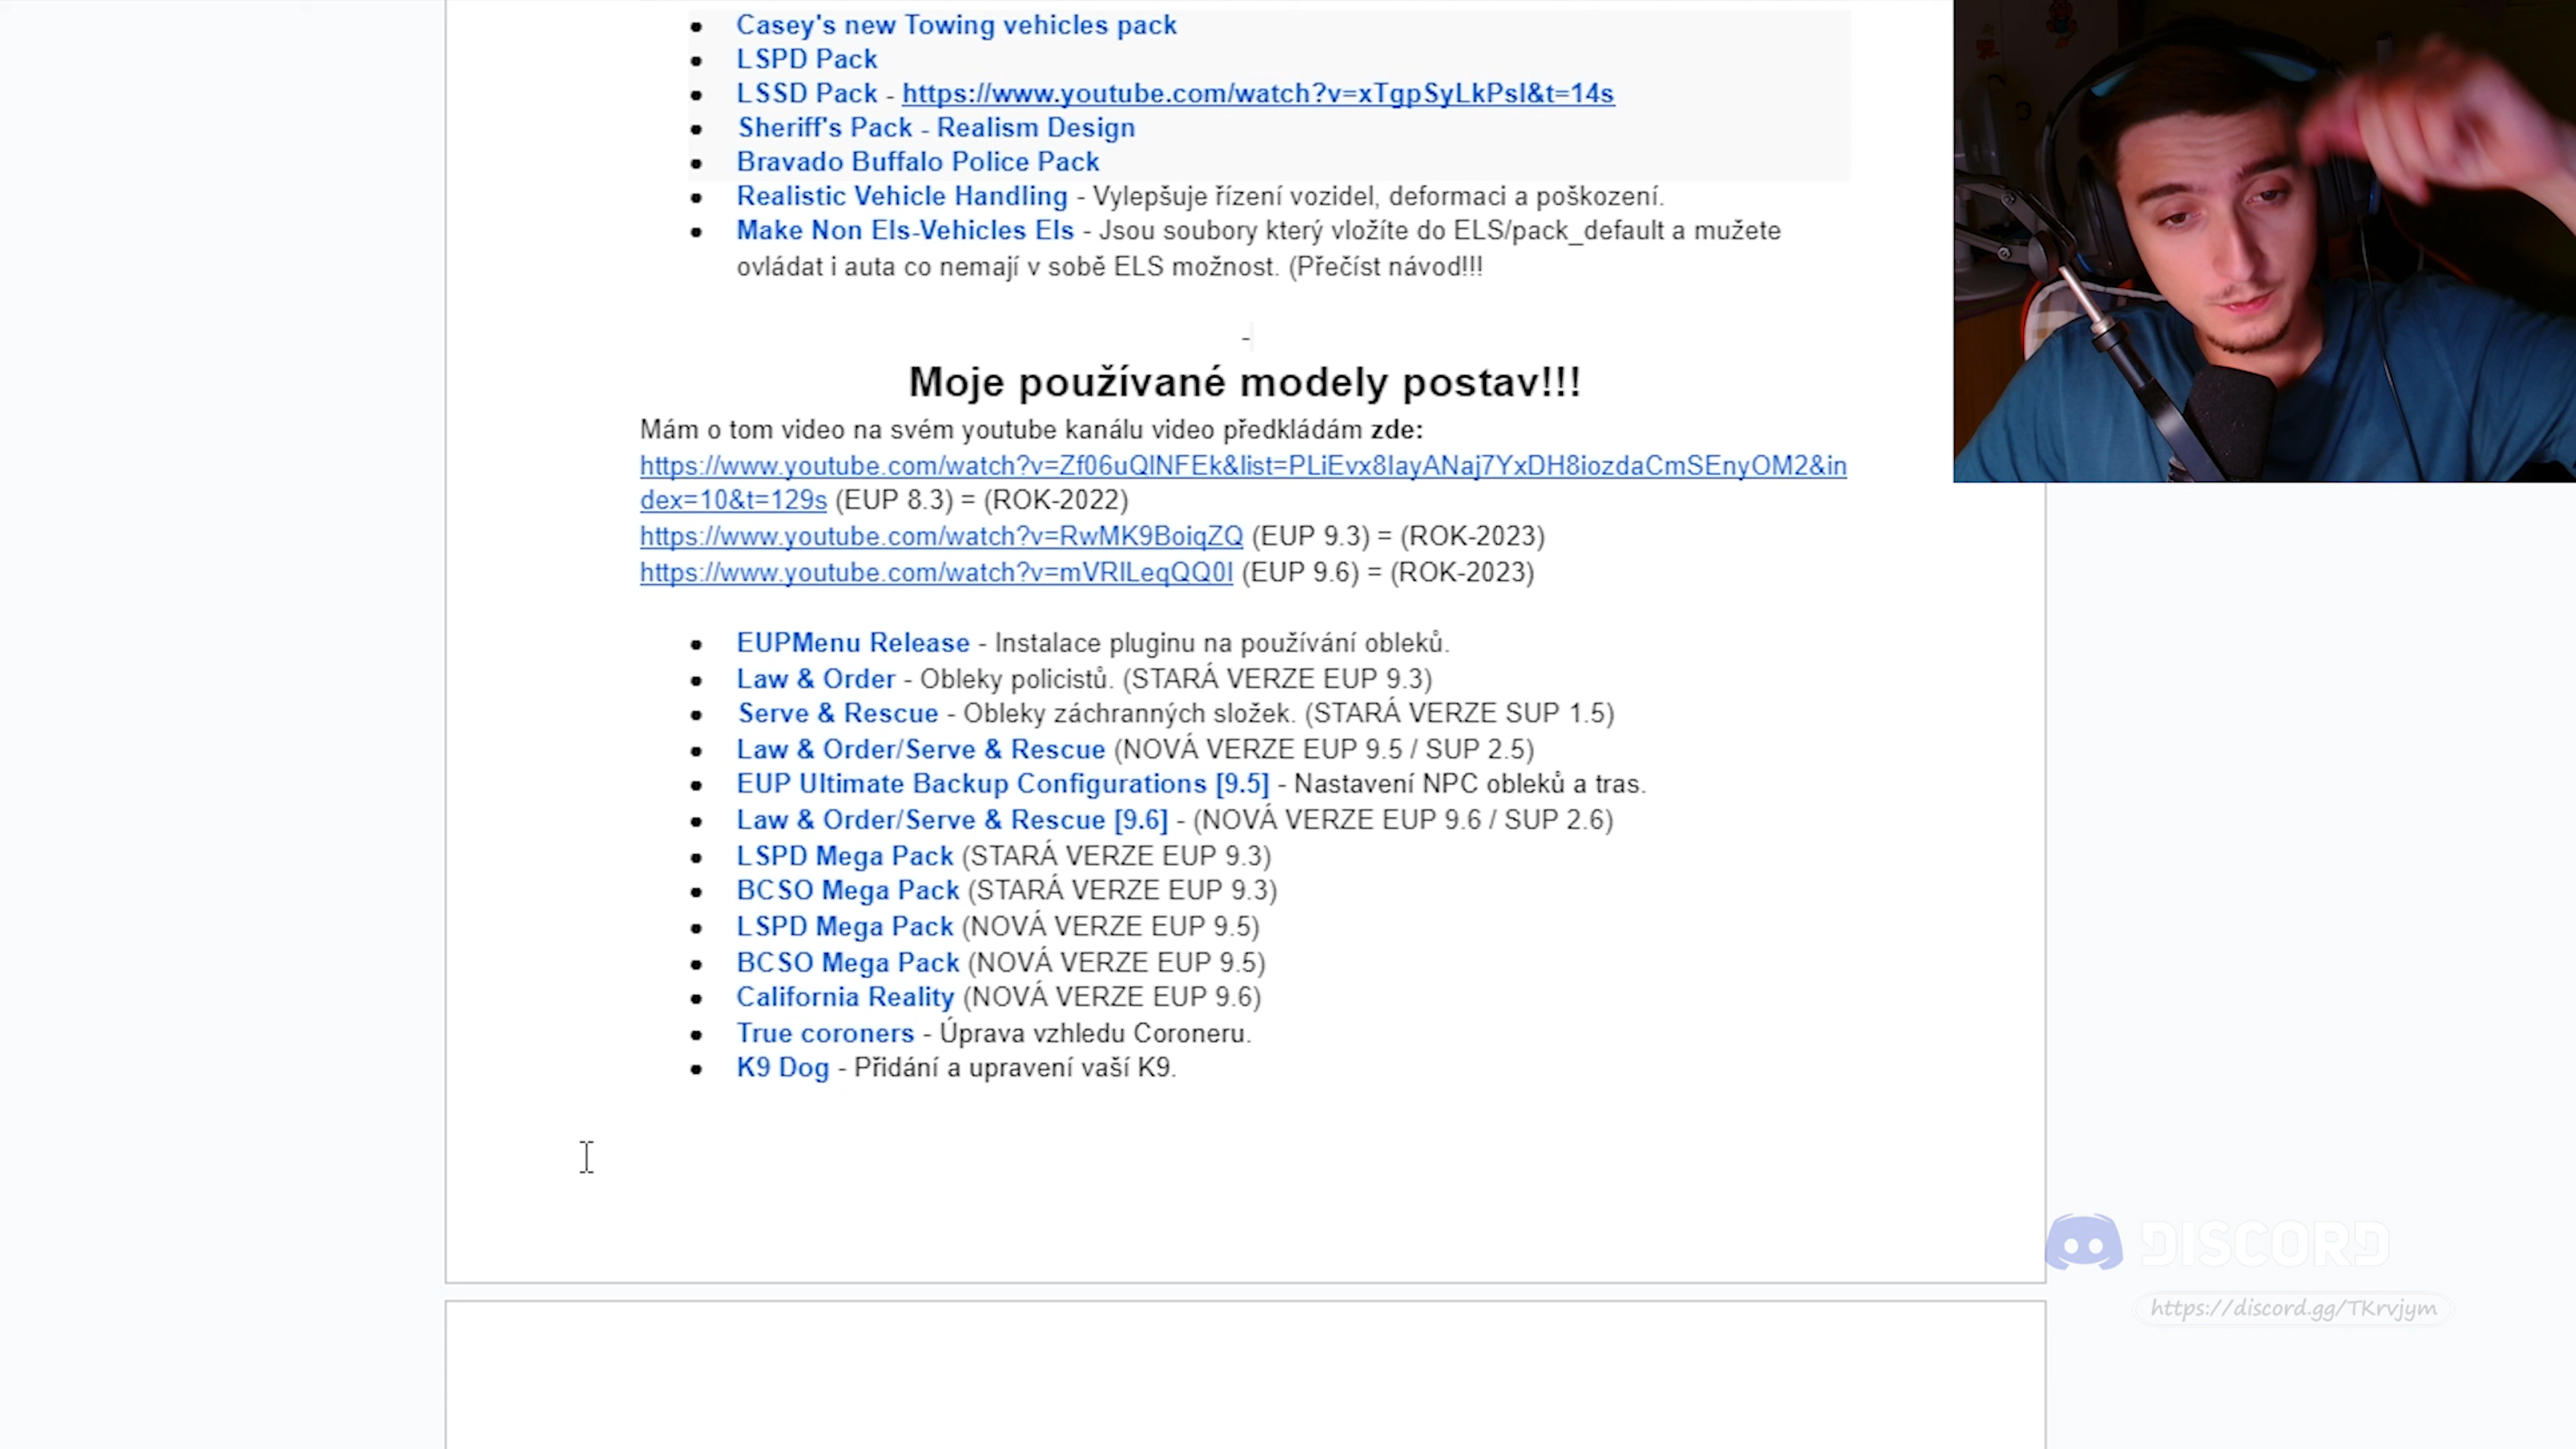 Casey's new Towing vehicles pack
LSPD Pack
LSSD Pack - https://www.youtube.com/watch?v=xTgpSyLkPsI&t=14s
Sheriff's Pack - Realism Design
Bravado Buffalo Police Pack
Realistic Vehicle Handling - Vylepšuje řízení vozidel, deformaci a poškození.
Make Non Els-Vehicles Els - Jsou soubory který vložíte do ELS/pack_default a mužete
ovládat i auta co nemají v sobě ELS možnost. (Přečíst návod!!!
-
Moje používané modely postav!!!
Mám o tom video na svém youtube kanálu video předkládám zde:
https://www.youtube.com/watch?v=Zf06uQlNFEk&list=PLiEvx8IayANaj7YxDH8iozdaCmSEnyOM2&in
dex=10&t=129s (EUP 8.3) = (ROK-2022)
https://www.youtube.com/watch?v=RwMK9BoiqZQ (EUP 9.3) = (ROK-2023)
https://www.youtube.com/watch?v=mVRlLeqQQ0I (EUP 9.6) = (ROK-2023)
EUPMenu Release - Instalace pluginu na používání obleků.
Law & Order - Obleky policistů. (STARÁ VERZE EUP 9.3)
Serve & Rescue - Obleky záchranných složek. (STARÁ VERZE SUP 1.5)
Law & Order/Serve & Rescue (NOVÁ VERZE EUP 9.5 / SUP 2.5)
EUP Ultimate Backup Configurations [9.5] - Nastavení NPC obleků a tras.
Law & Order/Serve & Rescue [9.6] - (NOVÁ VERZE EUP 9.6 / SUP 2.6)
LSPD Mega Pack (STARÁ VERZE EUP 9.3)
BCSO Mega Pack (STARÁ VERZE EUP 9.3)
LSPD Mega Pack (NOVÁ VERZE EUP 9.5)
BCSO Mega Pack (NOVÁ VERZE EUP 9.5)
California Reality (NOVÁ VERZE EUP 9.6)
True coroners - Úprava vzhledu Coroneru.
K9 Dog - Přidání a upravení vaší K9.
DISCORD
https://discord.gg/TKrvjym